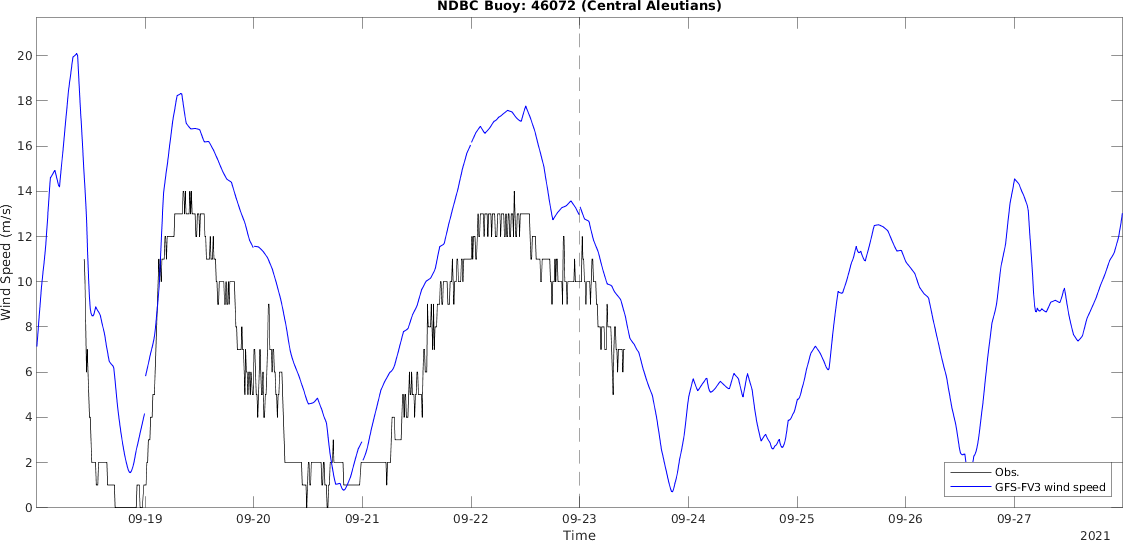 NDBC Buoy: 46072 (Central Aleutians)
20
18
16
14
12
10
8
6
4
2
0
Wind Speed (m/s)
Obs.
GFS-FV3 wind speed
09-19 09-20 09-21 09-22 09-23 09-24 09-25 09-26 09-27
Time
2021